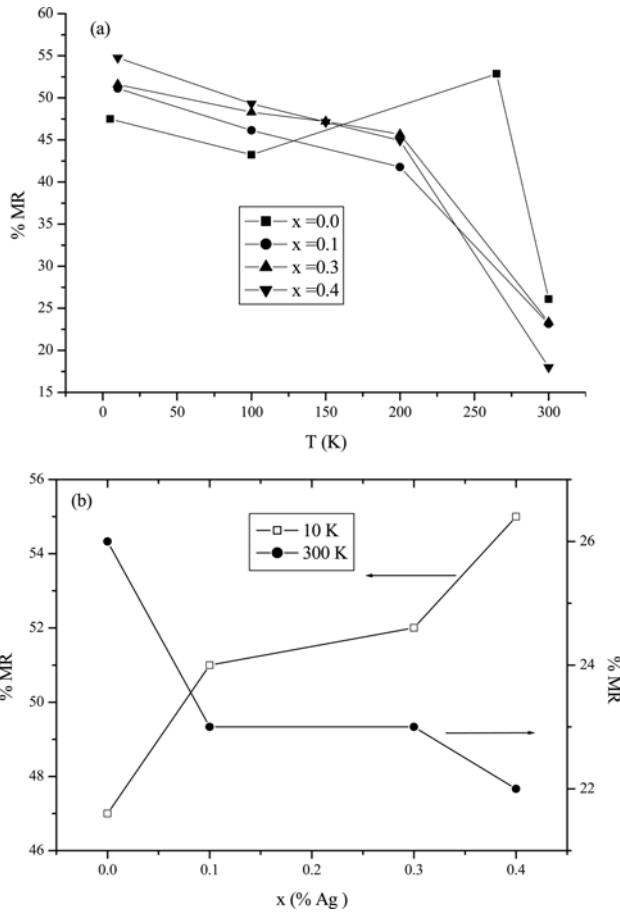 (a)
60
55
50
45
40
35
30
25
20
15
% MR
x =0.0
x =0.1
x =0.3
x =0.4
0 50 100 150 200 250 300
T (K)
(b)
56
54
52
50
48
46
% MR
10 K
300 K
26
24
22
% MR
0.0 0.1 0.2 0.3 0.4
x (% Ag )